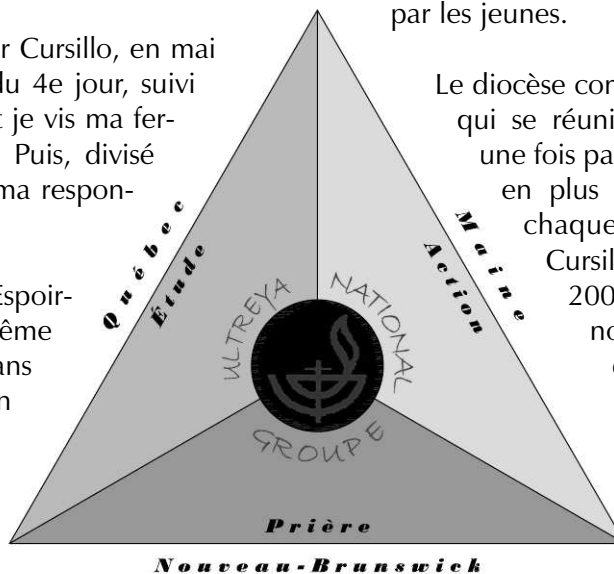 r Cursillo, en mai
du 4e jour, suivi
t je vis ma fer-
Puis, divisé
ma respon-
Espoir-
ême
ans
n
par les jeunes.
Le diocèse con
qui se réuni
une fois pa
en plus
chaque
Cursil
200
no
Québec
Étude
Maine
Action
ULTREYA
NATIONAL
GROUPE
Prière
Nouveau-Brunswick